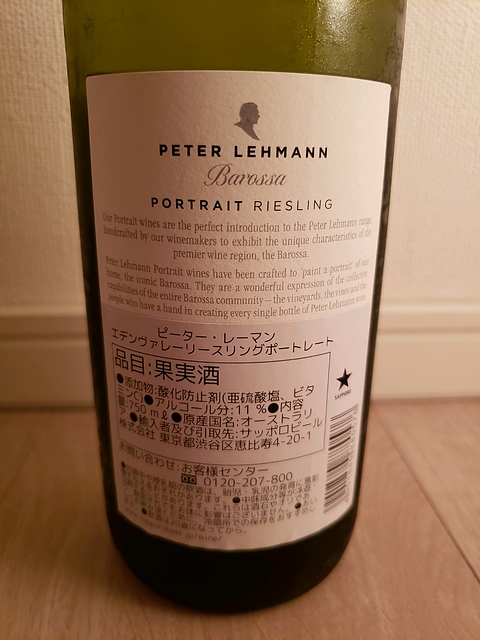 PETER LEHMANN
Barossa
PORTRAIT RIESLING
Our Portrait wines are the perfect introduction to the Peter Lehmann range,
handcrafted by our winemakers to exhibit the unique characteristics of the
premier wine region, the Barossa.
Peter Lehmann Portrait wines have been crafted to 'paint a portrait' of our
home, the iconic Barossa. They are a wonderful expression of the collective
capabilities of the entire Barossa community – the vineyards, the vines and the
people who have a hand in creating every single bottle of Peter Lehmann wine.
ピーター・レーマン
エデンヴァレーリースリングポートレート
品目:果実酒
●添加物:酸化防止剤(亜硫酸塩、ビタ
ミンC)●アルコール分:11%●内容
量:750ml●原産国名:オーストラリ
ア●輸入者及び引取先:サッポロビール
株式会社 東京都渋谷区恵比寿4-20-1
お問い合わせ:お客様センター
0120-207-800
SAPPORO